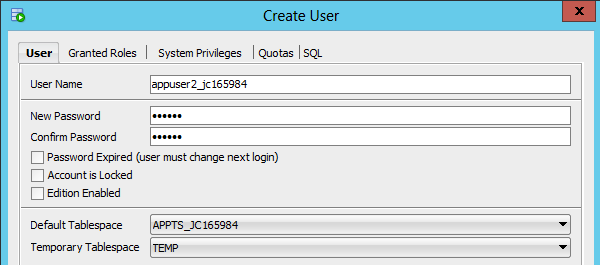 Create User
x
User Granted Roles System Privileges Quotas SQL
User Name appuser2_jc165984
New Password ••••••
Confirm Password ••••••
Password Expired (user must change next login)
Account is Locked
Edition Enabled
Default Tablespace APPTS_JC165984
Temporary Tablespace TEMP